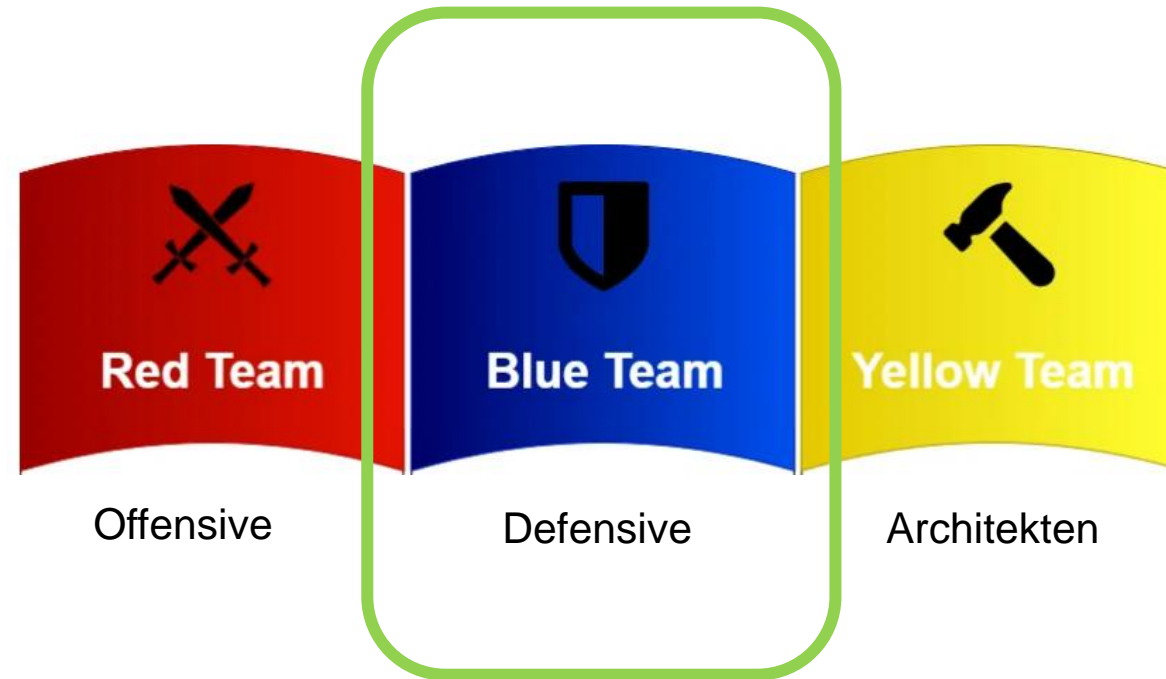 Red Team
Blue Team
Yellow Team
Offensive
Defensive
Architekten